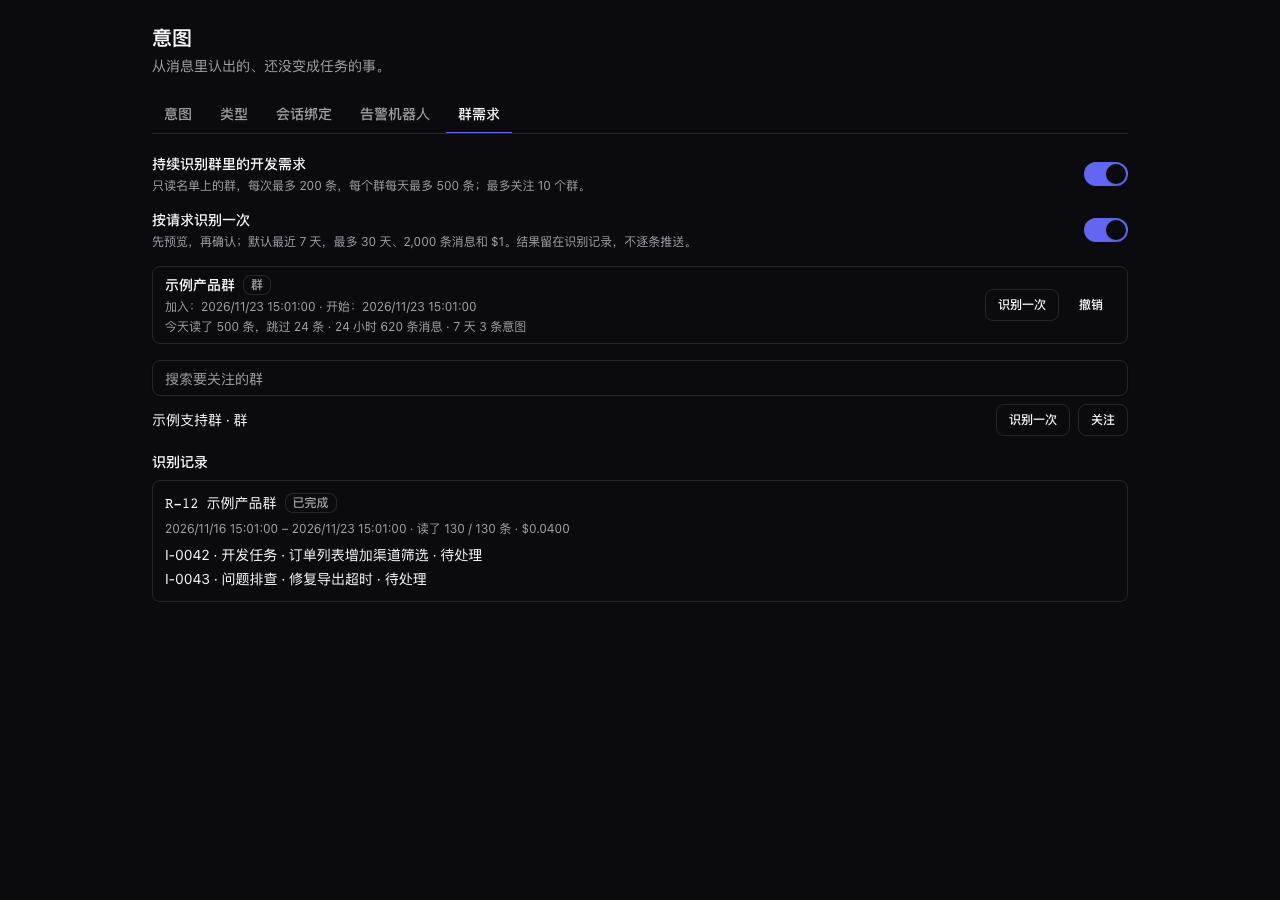 意图
从消息里认出的、还没变成任务的事。
意图 类型 会话绑定 告警机器人 群需求
持续识别群里的开发需求
只读名单上的群，每次最多 200 条，每个群每天最多 500 条；最多关注 10 个群。
按请求识别一次
先预览，再确认；默认最近 7 天，最多 30 天、2,000 条消息和 $1。结果留在识别记录，不逐条推送。
示例产品群 群
加入：2026/11/23 15:01:00 · 开始：2026/11/23 15:01:00
今天读了 500 条，跳过 24 条 · 24 小时 620 条消息 · 7 天 3 条意图
识别一次 撤销
搜索要关注的群
示例支持群 · 群 识别一次 关注
识别记录
R-12 示例产品群 已完成
2026/11/16 15:01:00 – 2026/11/23 15:01:00 · 读了 130 / 130 条 · $0.0400
I-0042 · 开发任务 · 订单列表增加渠道筛选 · 待处理
I-0043 · 问题排查 · 修复导出超时 · 待处理